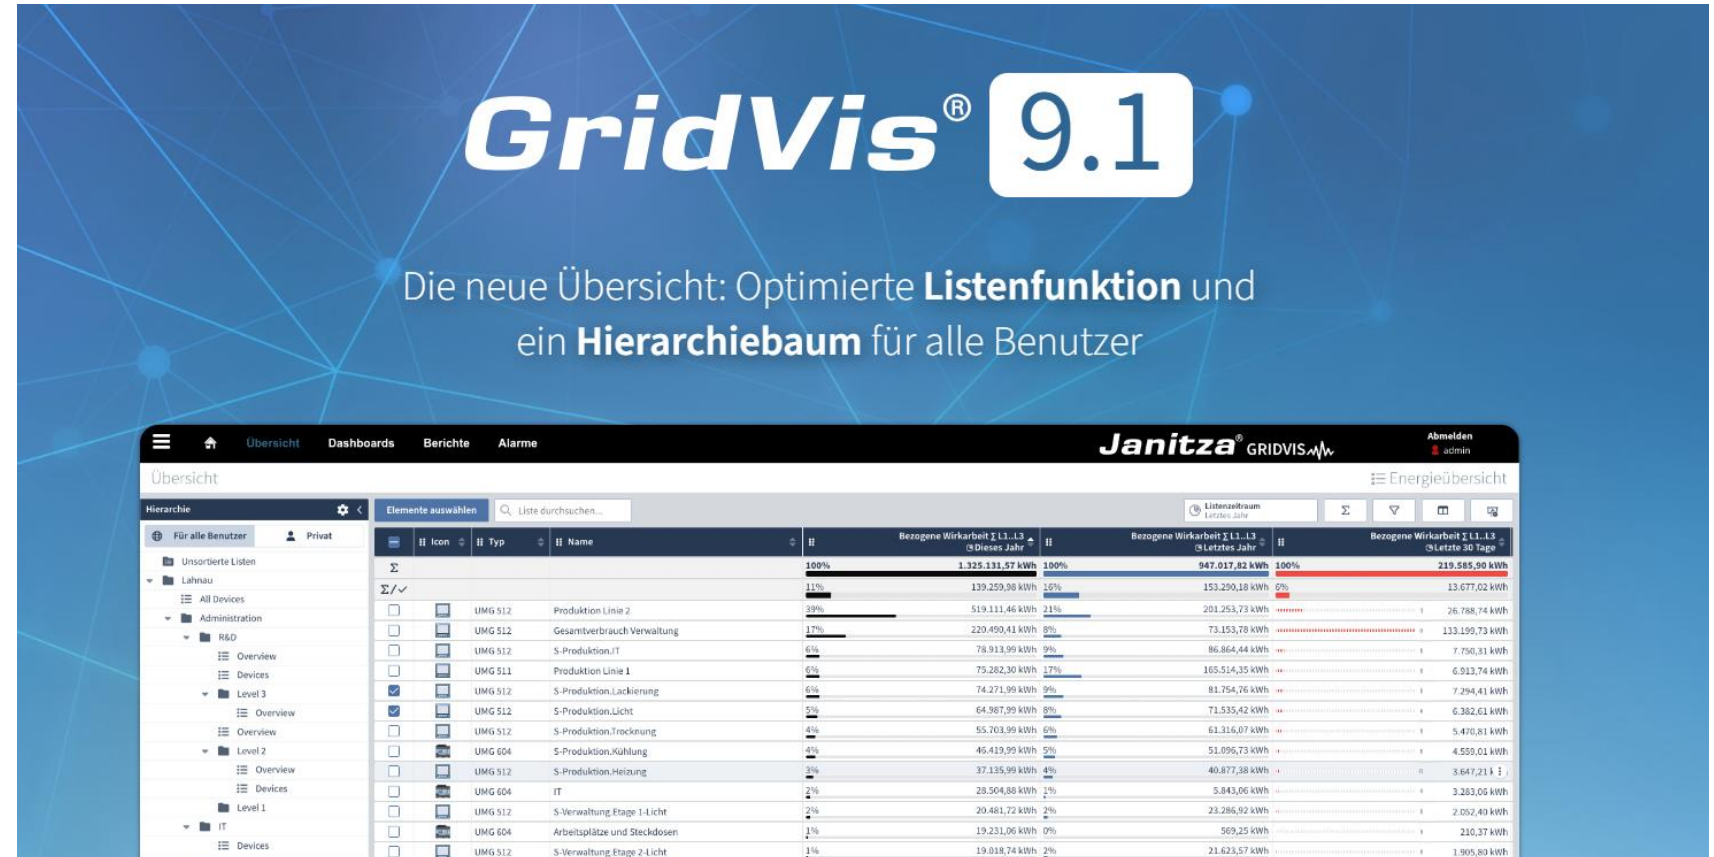 GridVis® 9.1
Die neue Übersicht: Optimierte Listenfunktion und
ein Hierarchiebaum für alle Benutzer
Übersicht Dashboards Berichte Alarme Janitza® GRIDVIS Abmelden
admin
Übersicht Energieübersicht
Hierarchie Elemente auswählen Liste durchsuchen... Listenzeitraum
Letztes Jahr Σ
Für alle Benutzer Privat
Icon Typ Name Bezogene Wirkarbeit Σ L1..L3 Bezogene Wirkarbeit Σ L1..L3 Bezogene Wirkarbeit Σ L1..L3
Dieses Jahr Letztes Jahr Letzte 30 Tage
Unsortierte Listen Σ 100% 1.325.131,57 kWh 100% 947.017,82 kWh 100% 219.585,90 kWh
Lahnau Σ/✓ 11% 139.259,98 kWh 16% 153.290,18 kWh 6% 13.677,02 kWh
All Devices UMG 512 Produktion Linie 2 39% 519.111,46 kWh 21% 201.253,73 kWh 26.788,74 kWh
Administration UMG 512 Gesamtverbrauch Verwaltung 17% 220.490,41 kWh 8% 73.153,78 kWh 133.199,73 kWh
R&D UMG 512 S-Produktion.IT 6% 78.913,99 kWh 9% 86.864,44 kWh 7.750,31 kWh
Overview
Devices UMG 511 Produktion Linie 1 6% 75.282,30 kWh 17% 165.514,35 kWh 6.913,74 kWh
Level 3 UMG 512 S-Produktion.Lackierung 6% 74.271,99 kWh 9% 81.754,76 kWh 7.294,41 kWh
Overview UMG 512 S-Produktion.Licht 5% 64.987,99 kWh 8% 71.535,42 kWh 6.382,61 kWh
Overview UMG 512 S-Produktion.Trocknung 4% 55.703,99 kWh 6% 61.316,07 kWh 5.470,81 kWh
Level 2 UMG 604 S-Produktion.Kühlung 4% 46.419,99 kWh 5% 51.096,73 kWh 4.559,01 kWh
Overview UMG 512 S-Produktion.Heizung 3% 37.135,99 kWh 4% 40.877,38 kWh 3.647,21 k
Devices UMG 604 IT 2% 28.504,88 kWh 1% 5.843,06 kWh 3.283,06 kWh
Level 1 UMG 512 S-Verwaltung.Etage 1-Licht 2% 20.481,72 kWh 2% 23.286,92 kWh 2.052,40 kWh
IT UMG 604 Arbeitsplätze und Steckdosen 1% 19.231,06 kWh 0% 569,25 kWh 210,37 kWh
Devices UMG 512 S-Verwaltung.Etage 2-Licht 1% 19.018,74 kWh 2% 21.623,57 kWh 1.905,80 kWh